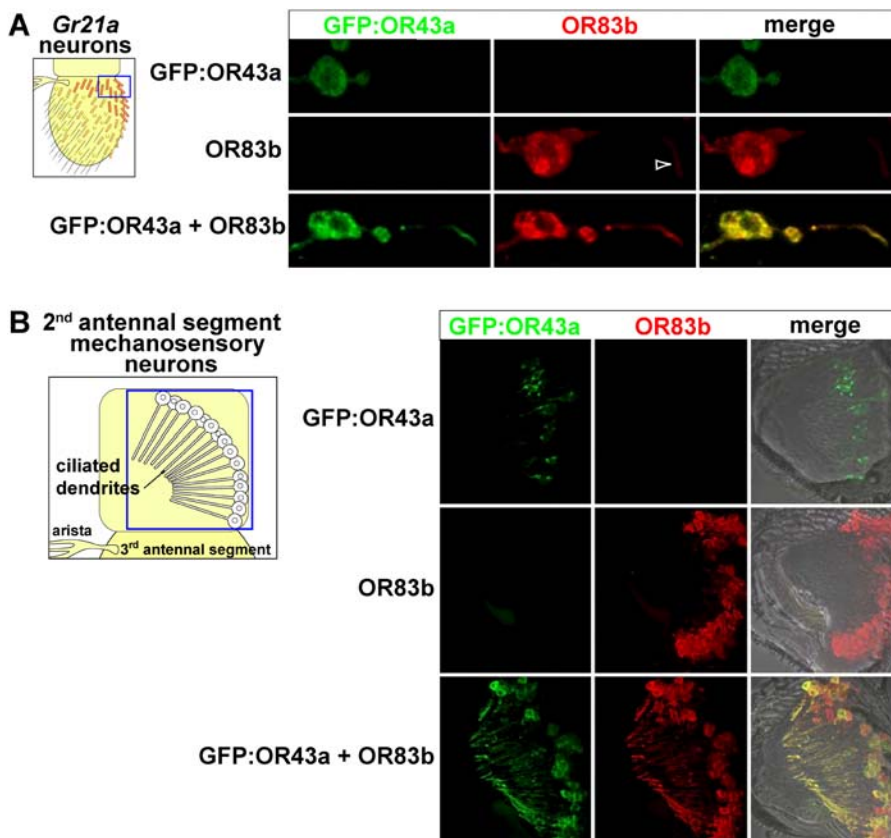 A
Gr21a
neurons
GFP:OR43a OR83b merge
GFP:OR43a
OR83b
GFP:OR43a + OR83b
B
2nd antennal segment
mechanosensory
neurons
ciliated
dendrites
arista
3rd antennal segment
GFP:OR43a OR83b merge
GFP:OR43a
OR83b
GFP:OR43a + OR83b